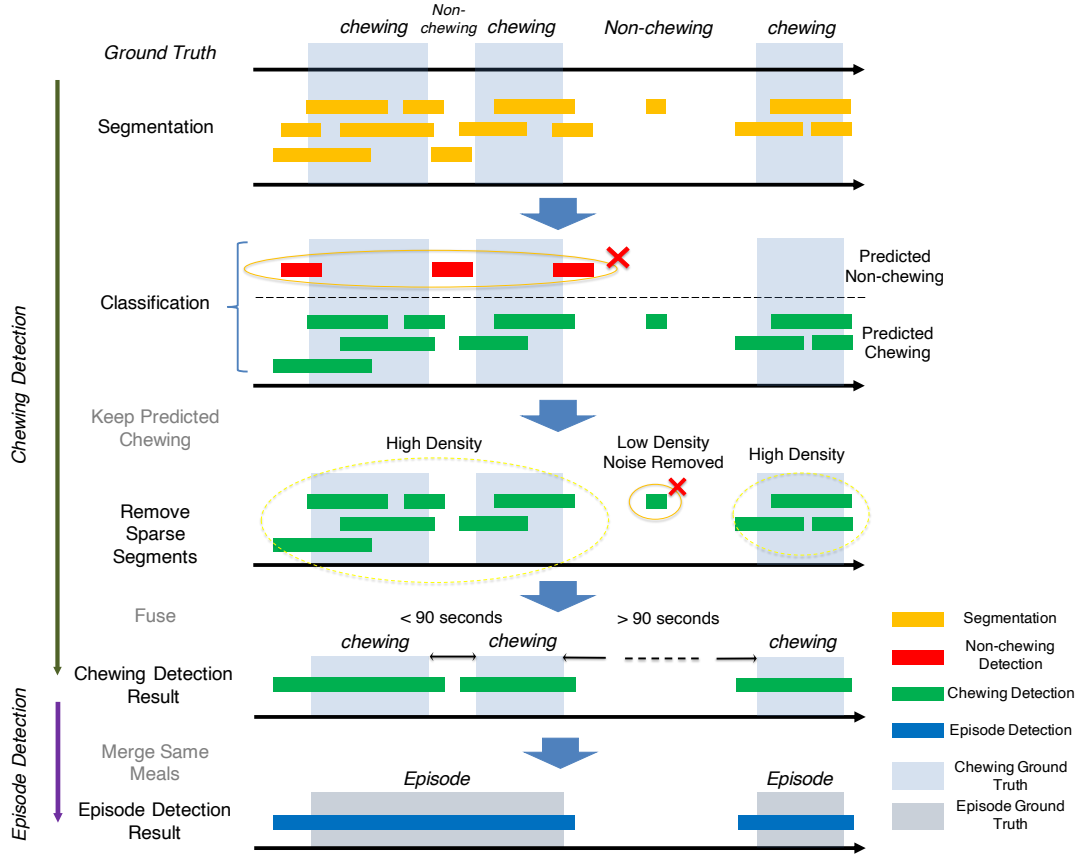 chewing
Non-
chewing
chewing
Non-chewing
chewing
Ground Truth
Segmentation
Classification
Predicted
Non-chewing
Predicted
Chewing
Chewing Detection
Keep Predicted
Chewing
High Density
Low Density
Noise Removed
High Density
Remove
Sparse
Segments
Fuse
< 90 seconds
> 90 seconds
chewing
chewing
chewing
Chewing Detection
Result
Episode Detection
Merge Same
Meals
Episode
Episode
Episode Detection
Result
Segmentation
Non-chewing
Detection
Chewing Detection
Episode Detection
Chewing Ground
Truth
Episode Ground
Truth